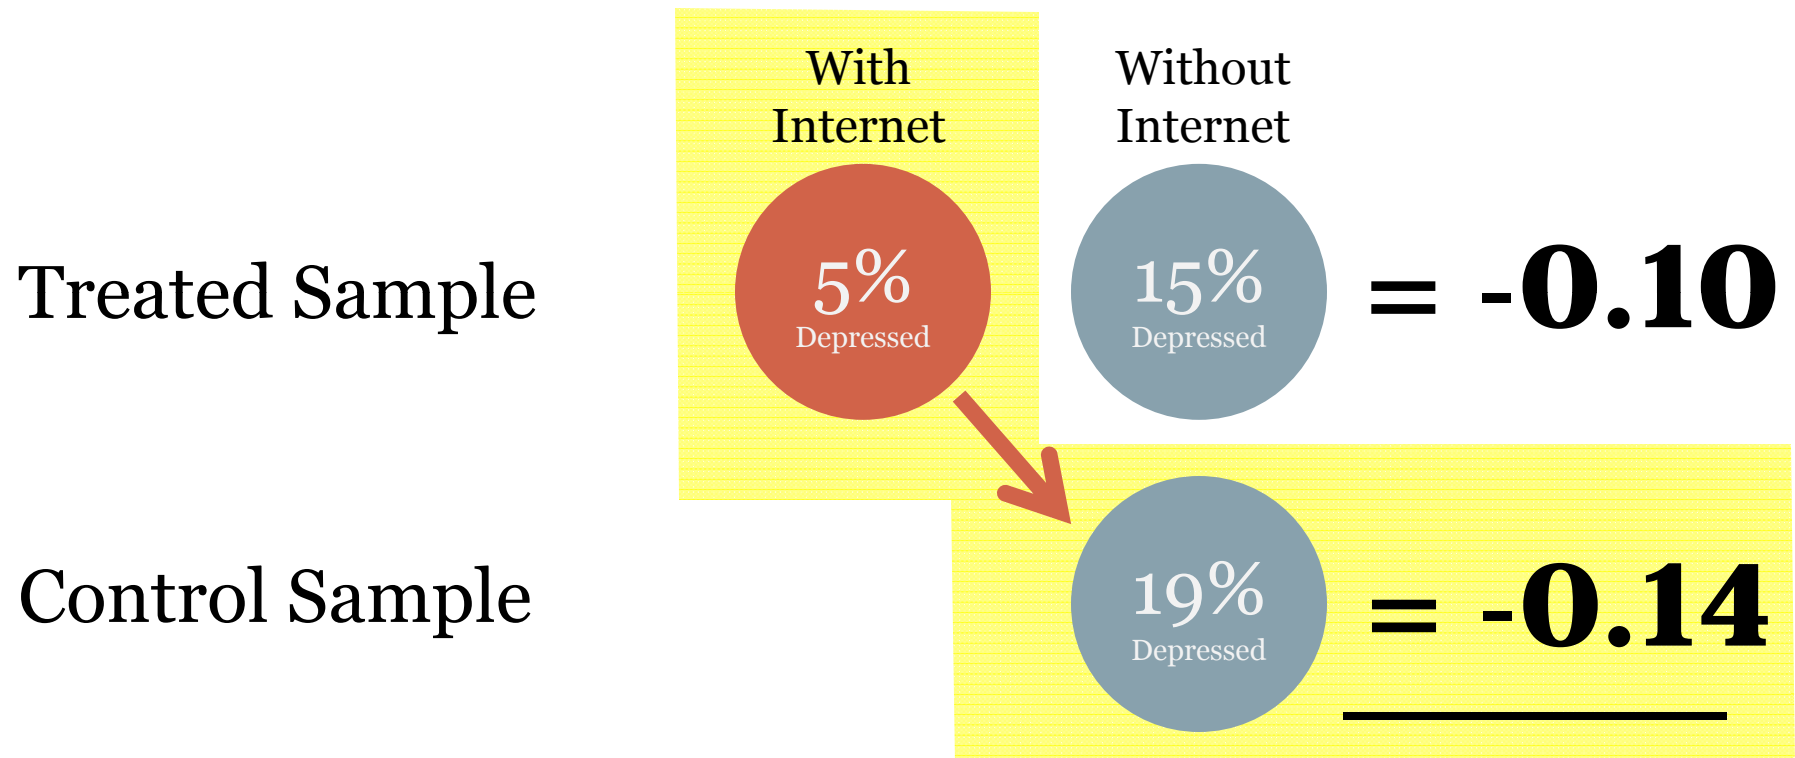 With
Internet
Without
Internet
Treated Sample
5%
Depressed
15%
Depressed
= -0.10
Control Sample
19%
Depressed
= -0.14